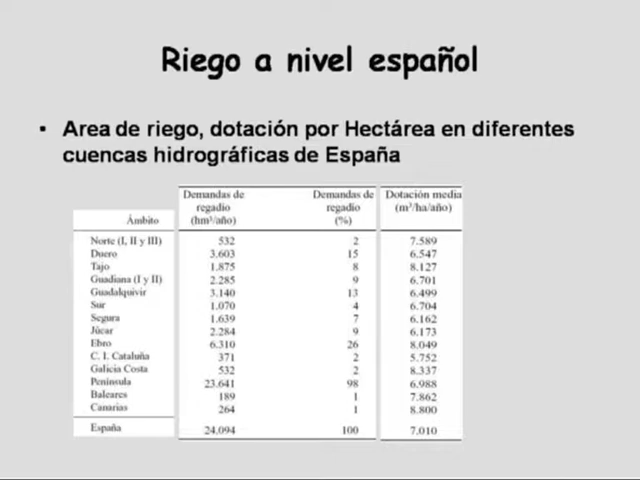 Riego a nivel español
• Area de riego, dotación por Hectárea en diferentes
cuencas hidrográficas de España
Ámbito Demandas de regadío (hm³/año) Demandas de regadío (%) Dotación media (m³/ha/año)
Norte (I, II y III) 532 2 7.589
Duero 3.603 15 6.547
Tajo 1.875 8 8.127
Guadiana (I y II) 2.285 9 6.701
Guadalquivir 3.140 13 6.499
Sur 1.070 4 6.704
Segura 1.639 7 6.162
Júcar 2.284 9 6.173
Ebro 6.310 26 8.049
C. I. Cataluña 371 2 5.752
Galicia Costa 532 2 8.337
Península 23.641 98 6.988
Baleares 189 1 7.862
Canarias 264 1 8.800
España 24.094 100 7.010